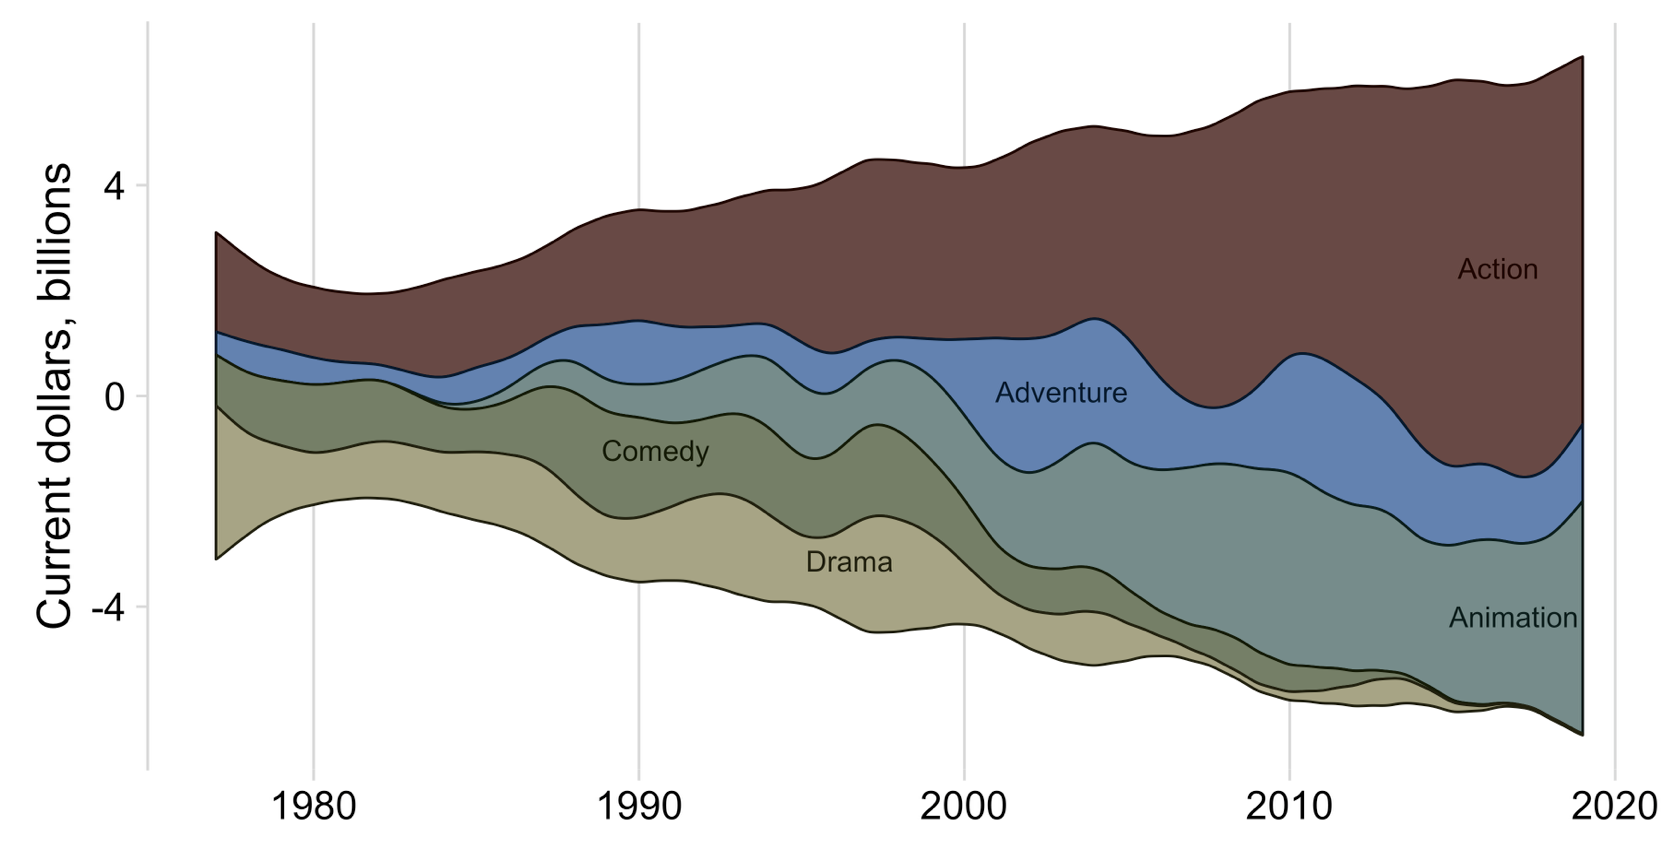 Current dollars, billions
4
0
-4
Action
Adventure
Comedy
Drama
Animation
1980 1990 2000 2010 2020